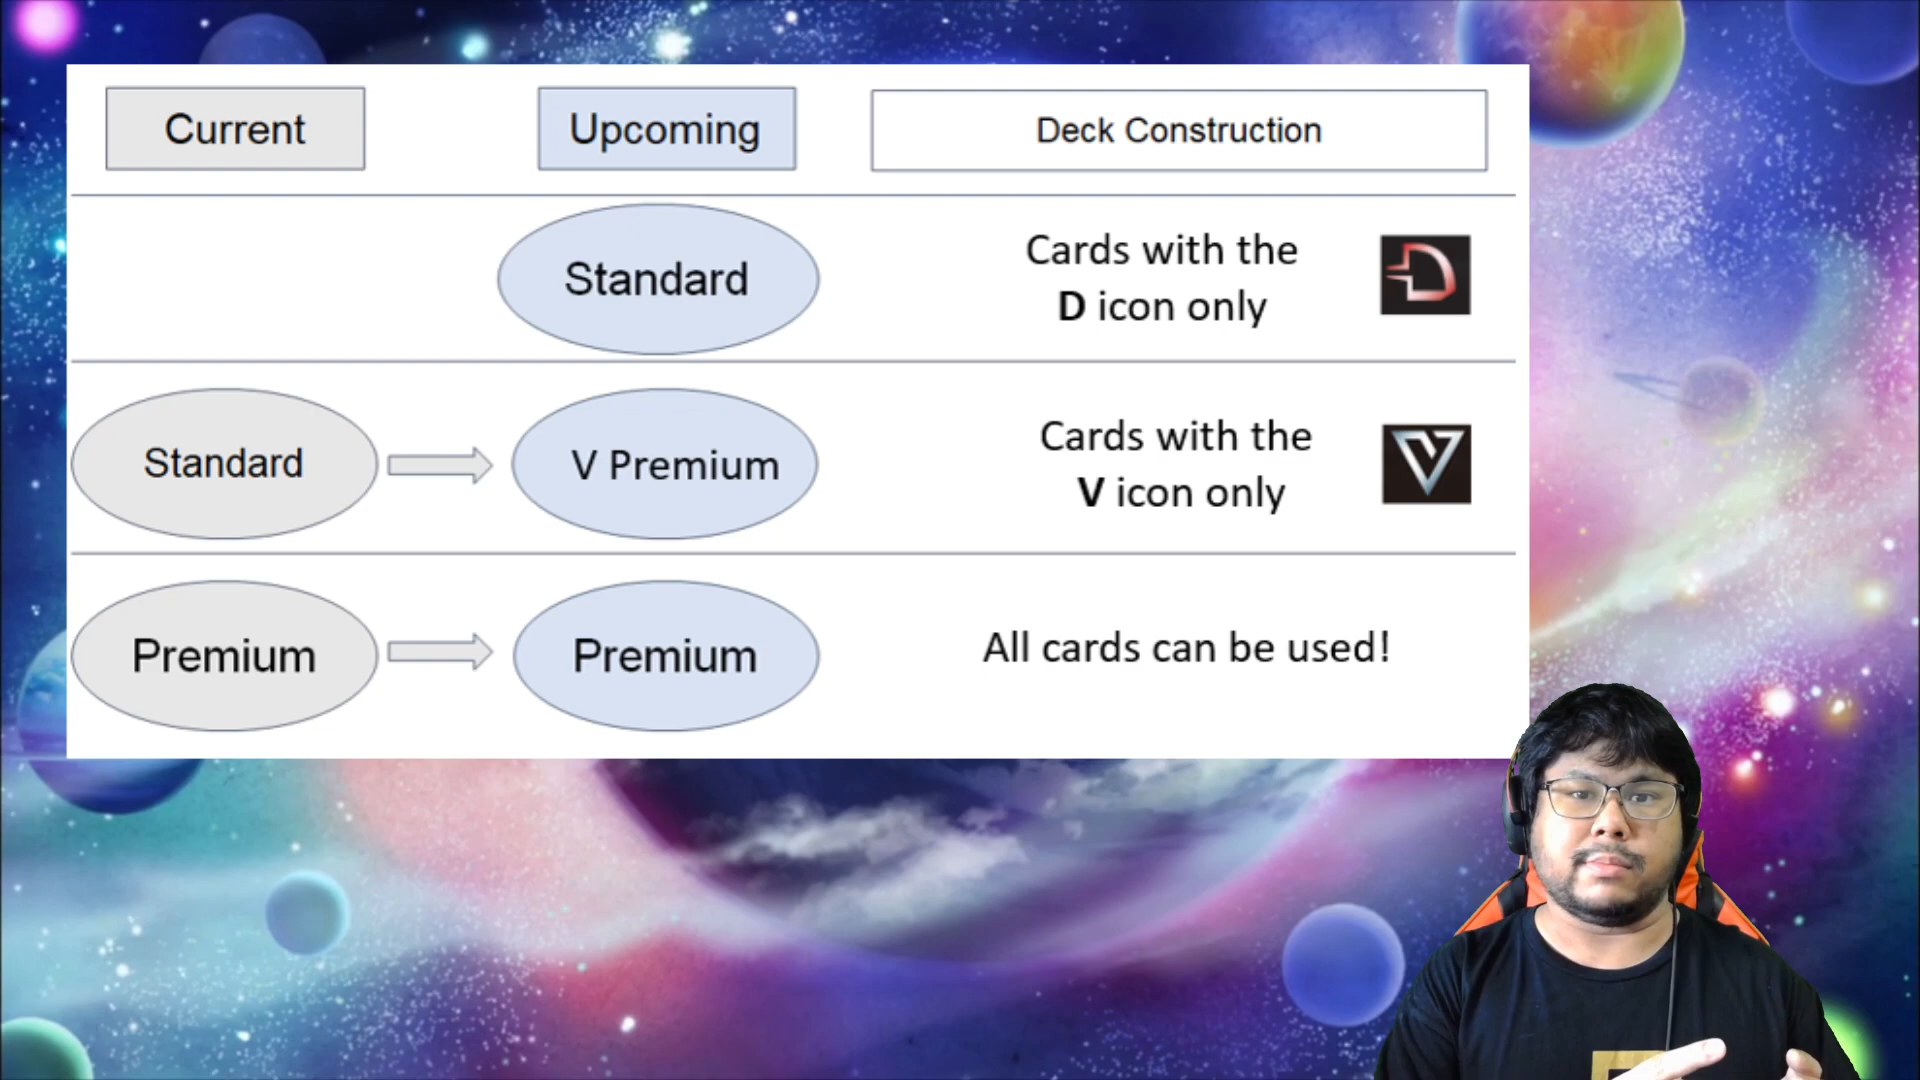 Current
Upcoming
Deck Construction
Standard
Cards with the
D icon only
D
Standard
V Premium
Cards with the
V icon only
V
Premium
Premium
All cards can be used!